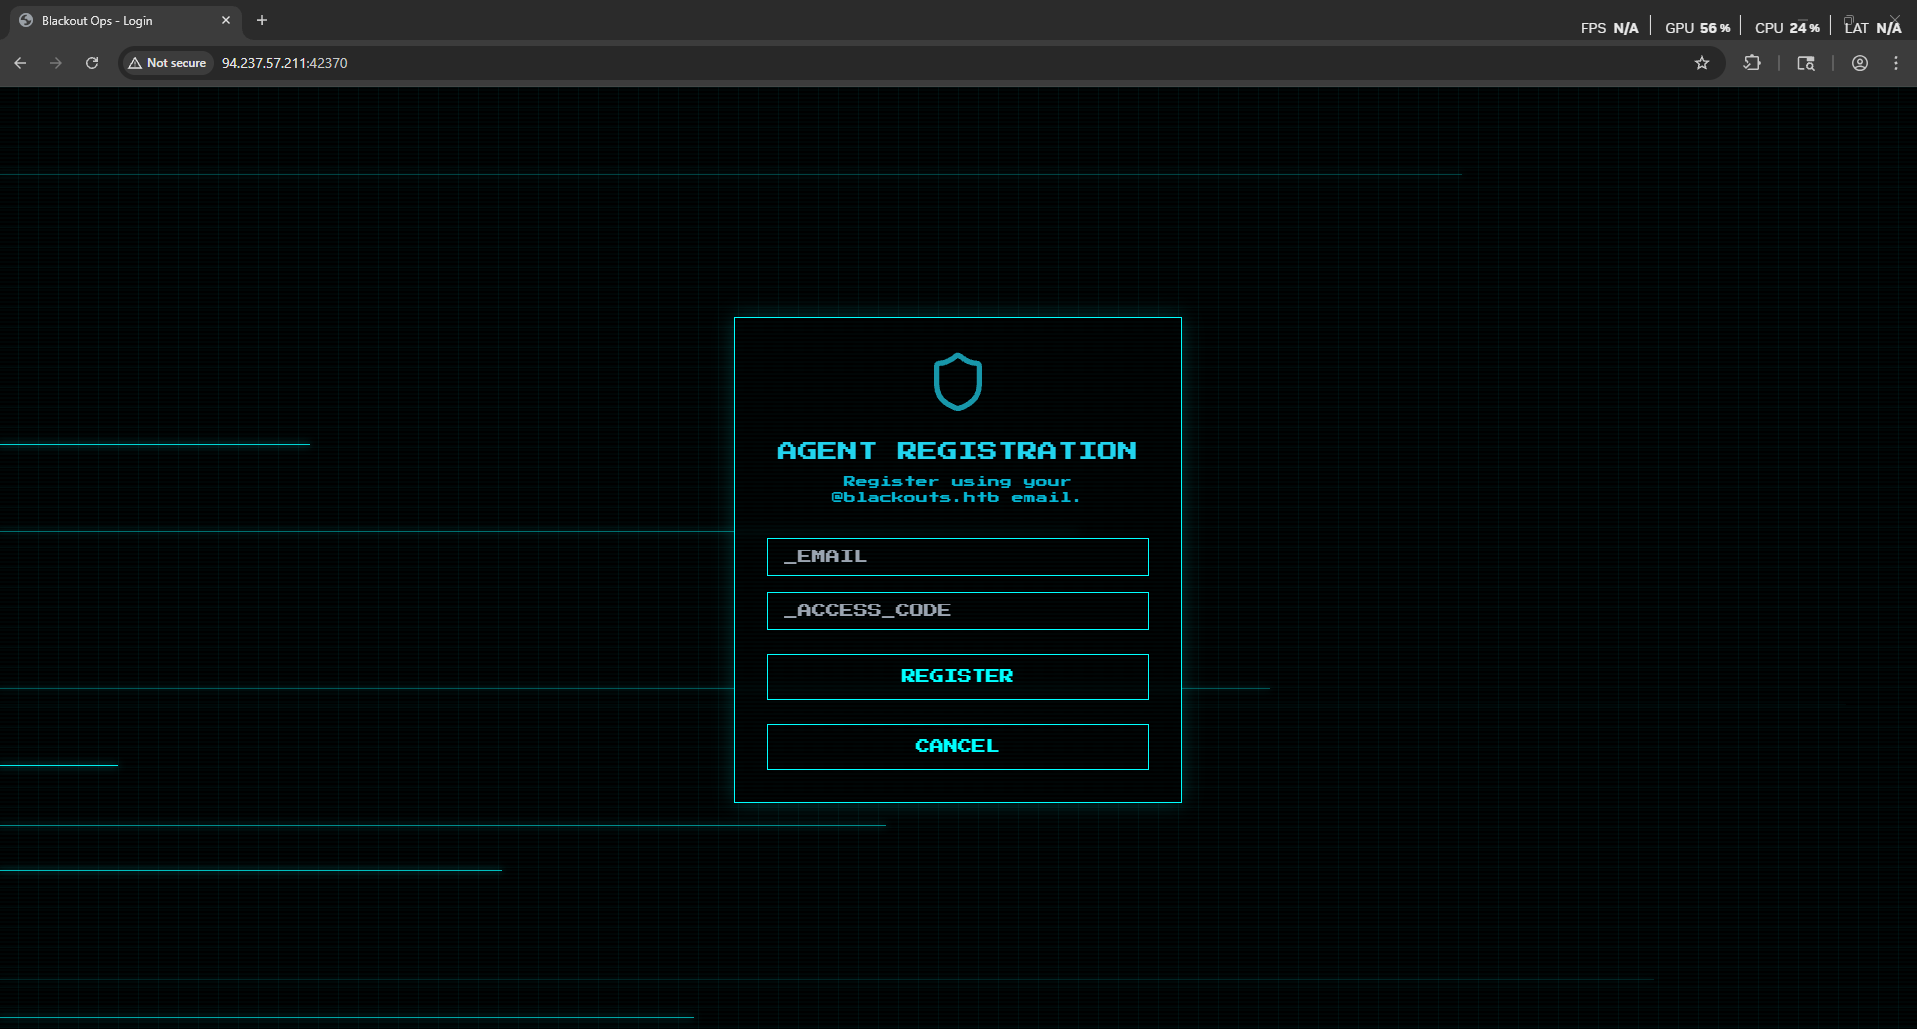 Blackout Ops - Login
FPS N/A GPU 56 % CPU 24 % LAT N/A
Not secure 94.237.57.211:42370
AGENT REGISTRATION
Register using your
@blackouts.htb email.
_EMAIL
_ACCESS_CODE
REGISTER
CANCEL